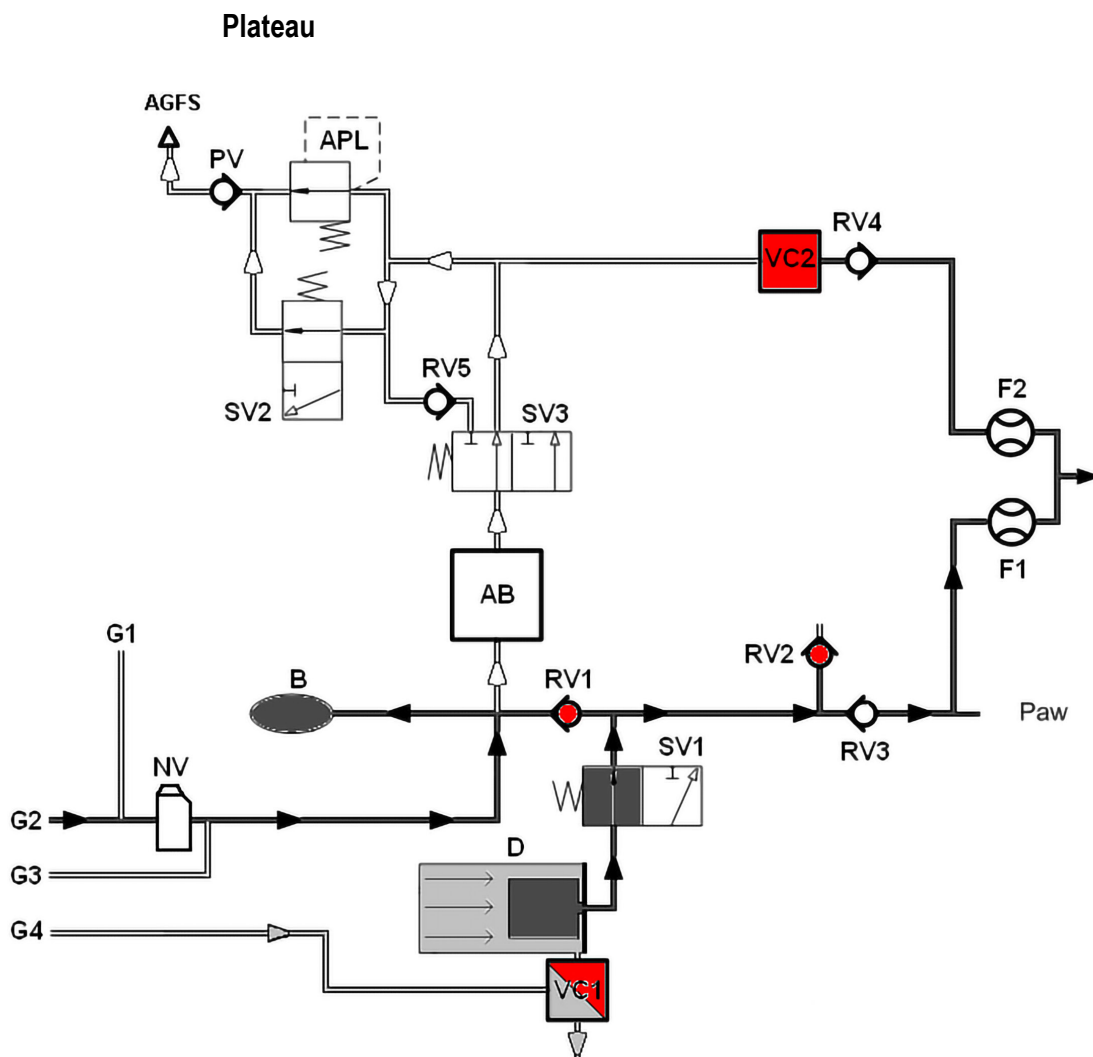 Plateau
AGFS
PV
APL
RV4
VC2
RV5
SV2
SV3
F2
F1
AB
G1
B
RV1
RV2
Paw
RV3
SV1
NV
G2
D
G3
G4
VC1